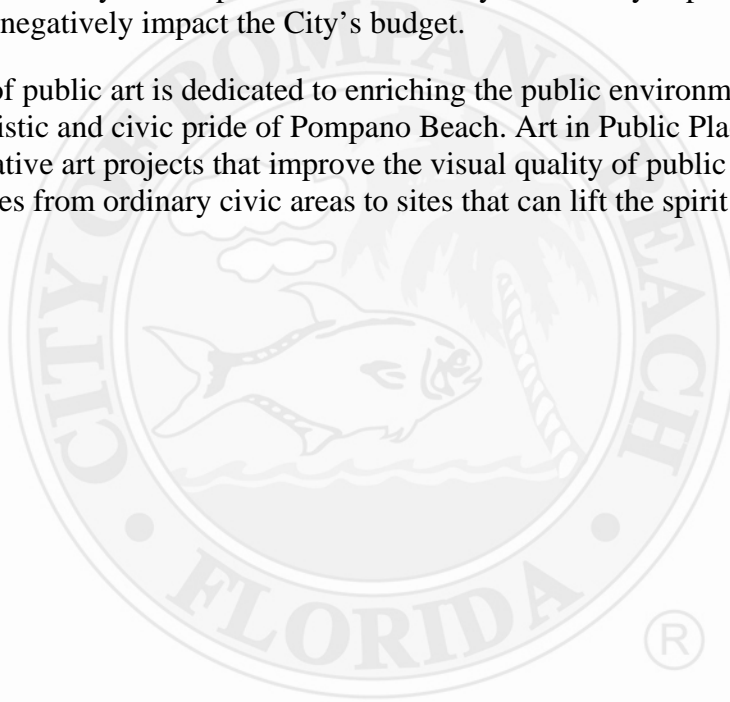 negatively impact the City’s budget.
of public art is dedicated to enriching the public environm
istic and civic pride of Pompano Beach. Art in Public Pla
ative art projects that improve the visual quality of public
es from ordinary civic areas to sites that can lift the spirit
CITY OF POMPANO BEACH
FLORIDA
®